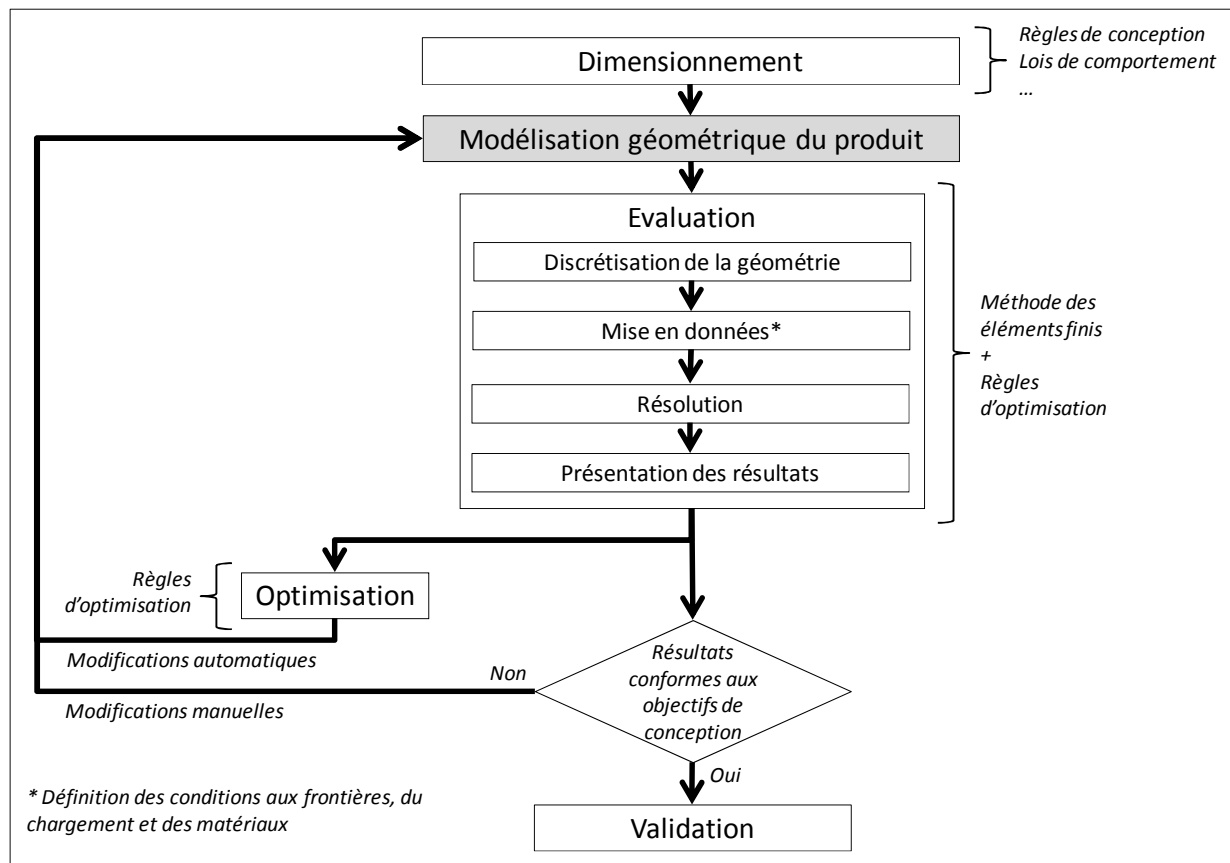 Dimensionnement
Règles de conception
Lois de comportement
...
Modélisation géométrique du produit
Evaluation
Discrétisation de la géométrie
Mise en données*
Résolution
Présentation des résultats
Méthode des
éléments finis
+
Règles
d'optimisation
Règles
d'optimisation
Optimisation
Modifications automatiques
Non
Modifications manuelles
Résultats
conformes aux
objectifs de
conception
Oui
* Définition des conditions aux frontières, du
chargement et des matériaux
Validation